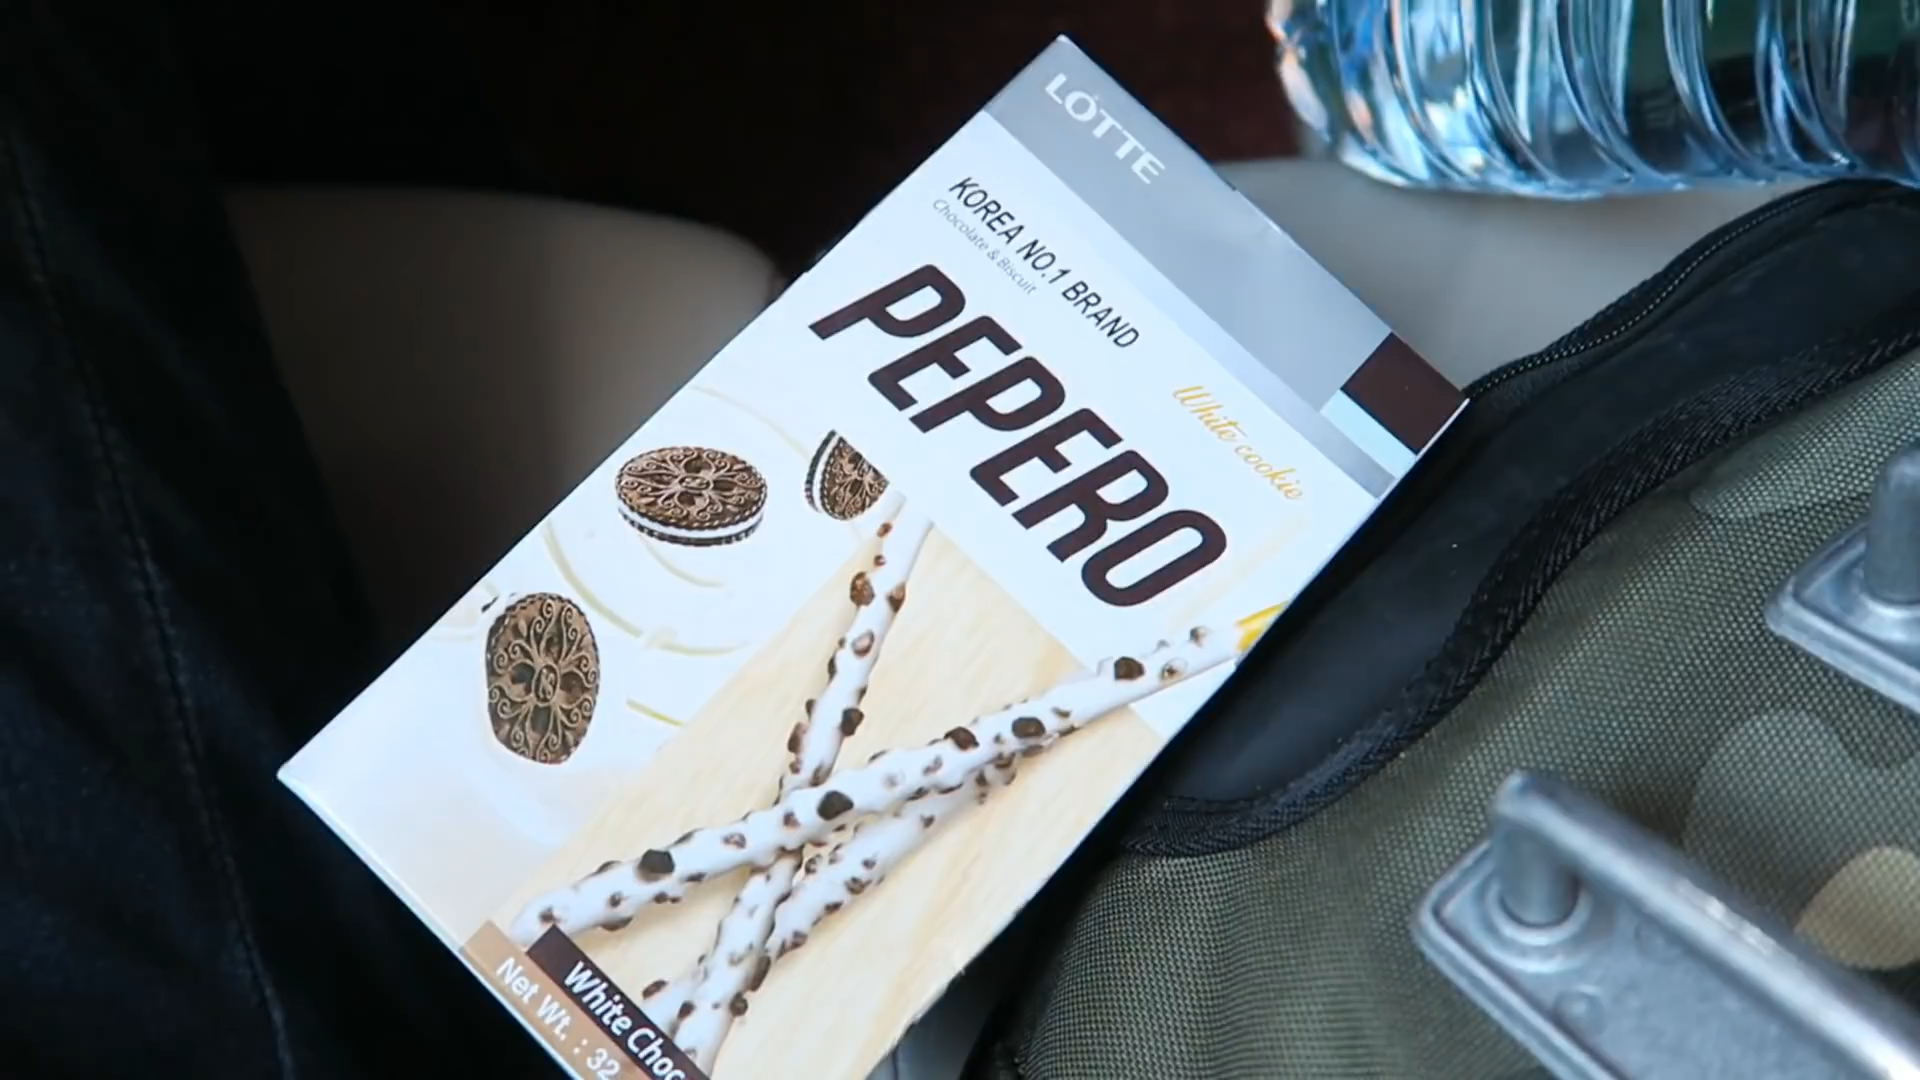 LOTTE
KOREA NO.1 BRAND
Chocolate & Biscuit
PEPERO
White cookie
White Choc
Net Wt. : 32